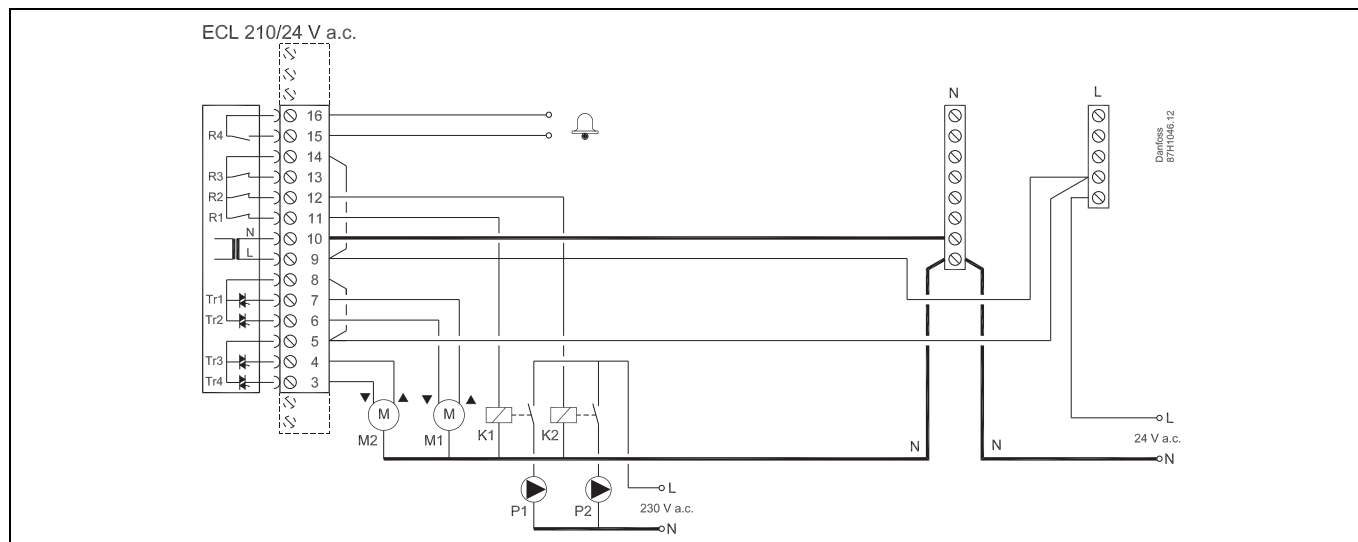 ECL 210/24 V a.c.
N
L
Danfoss
87H1046.12
16
R4
15
14
R3
13
R2
12
R1
11
N
10
L
9
8
Tr1
7
Tr2
6
5
Tr3
4
Tr4
3
M
M
M2
M1
K1
K2
N
N
L
24 V a.c.
N
P1
P2
L
230 V a.c.
N